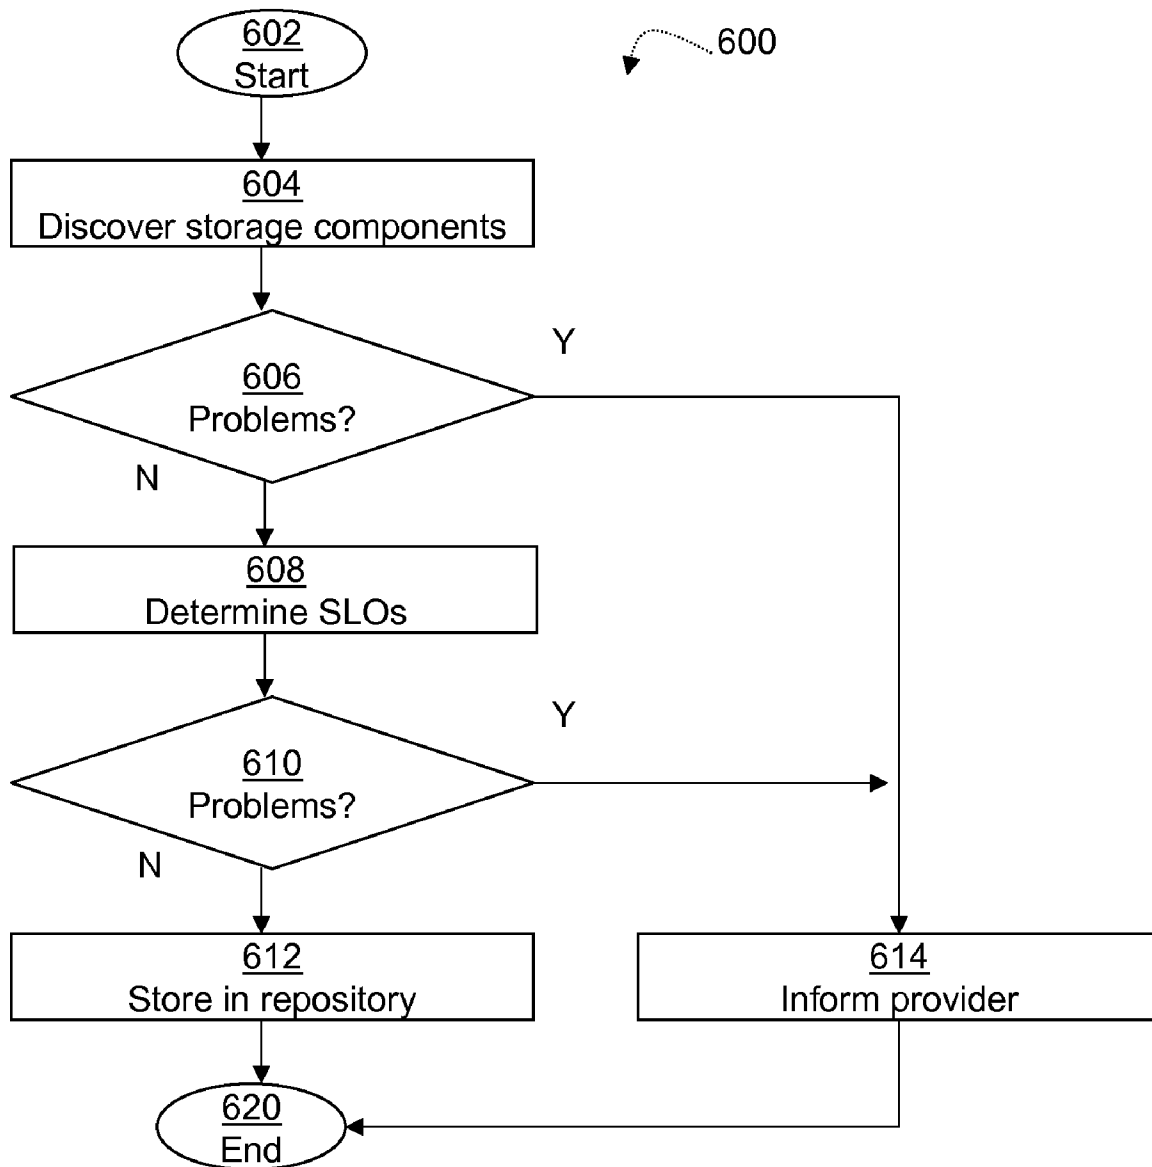 602
Start
600
604
Discover storage components
Y
606
Problems?
N
608
Determine SLOs
Y
610
Problems?
N
612
Store in repository
614
Inform provider
620
End